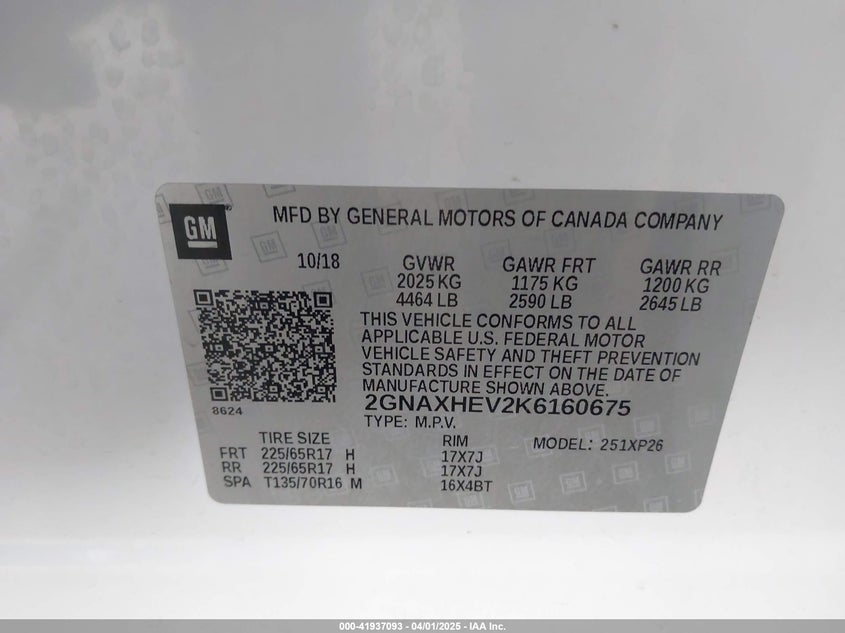 GM
MFD BY GENERAL MOTORS OF CANADA COMPANY
10/18 GVWR GAWR FRT GAWR RR
2025 KG 1175 KG 1200 KG
4464 LB 2590 LB 2645 LB
THIS VEHICLE CONFORMS TO ALL
APPLICABLE U.S. FEDERAL MOTOR
VEHICLE SAFETY AND THEFT PREVENTION
STANDARDS IN EFFECT ON THE DATE OF
MANUFACTURE SHOWN ABOVE.
8624 2GNAXHEV2K6160675
TYPE: M.P.V.
TIRE SIZE RIM MODEL: 251XP26
FRT 225/65R17 H 17X7J
RR 225/65R17 H 17X7J
SPA T135/70R16 M 16X4BT
000-41937093 - 04/01/2025 - IAA Inc.